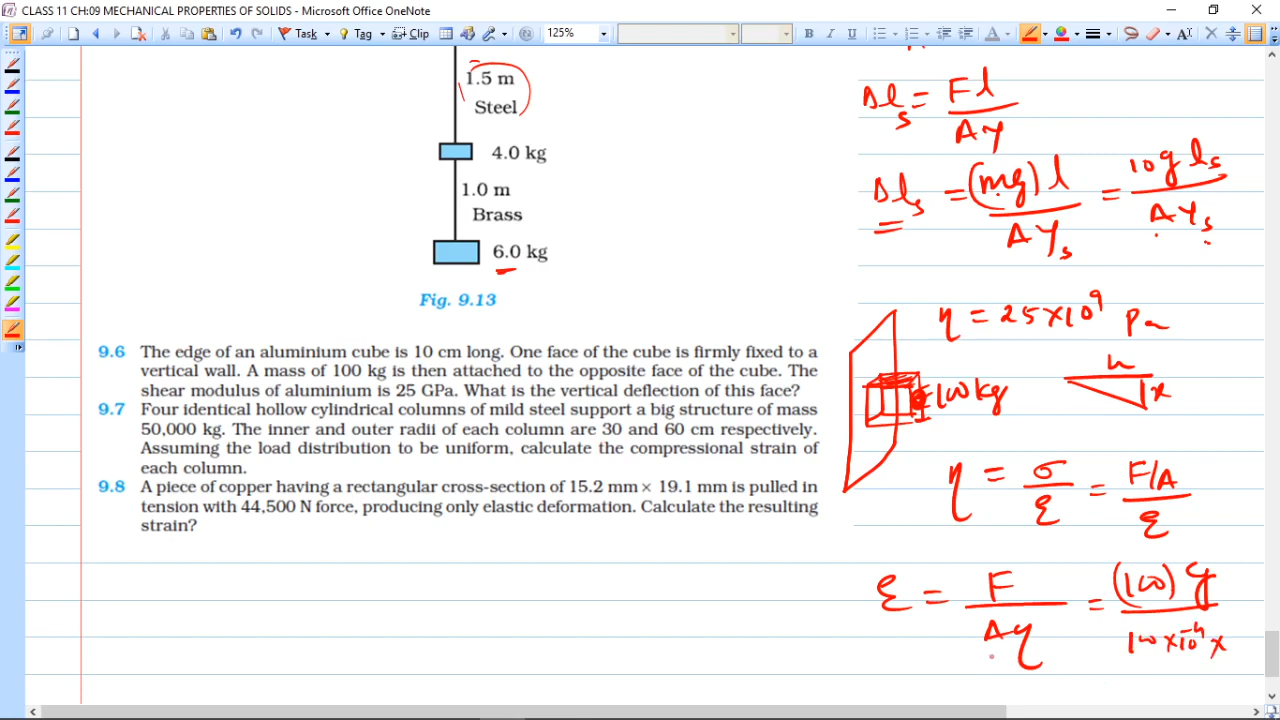 CLASS 11 CH:09 MECHANICAL PROPERTIES OF SOLIDS - Microsoft Office OneNote
Task Tag Clip 125% B I U A
1.5 m
Steel
4.0 kg
1.0 m
Brass
6.0 kg
Fig. 9.13
9.6 The edge of an aluminium cube is 10 cm long. One face of the cube is firmly fixed to a
vertical wall. A mass of 100 kg is then attached to the opposite face of the cube. The
shear modulus of aluminium is 25 GPa. What is the vertical deflection of this face?
9.7 Four identical hollow cylindrical columns of mild steel support a big structure of mass
50,000 kg. The inner and outer radii of each column are 30 and 60 cm respectively.
Assuming the load distribution to be uniform, calculate the compressional strain of
each column.
9.8 A piece of copper having a rectangular cross-section of 15.2 mm × 19.1 mm is pulled in
tension with 44,500 N force, producing only elastic deformation. Calculate the resulting
strain?
Δls = Fl / AY
Δls = (mg) l / AYs = 10g ls / AYs
η = 25×10⁹ Pa
100kg
h
x
η = σ / ε = F/A / ε
ε = F / Aη = (100) g / 100×10⁻⁴ ×